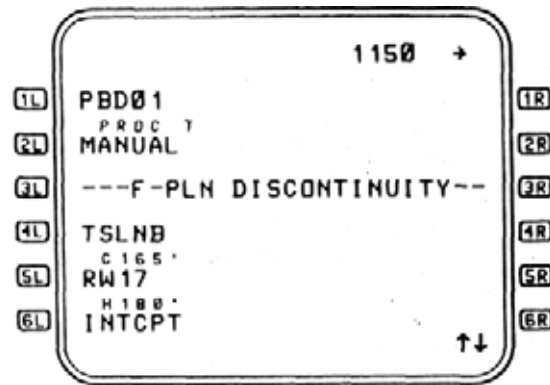 1150 →
1L PBDØ1 1R
PROC T
2L MANUAL 2R
3L ---F-PLN DISCONTINUITY-- 3R
4L TSLNB 4R
C165°
5L RW17 5R
H180°
6L INTCPT 6R
↑↓